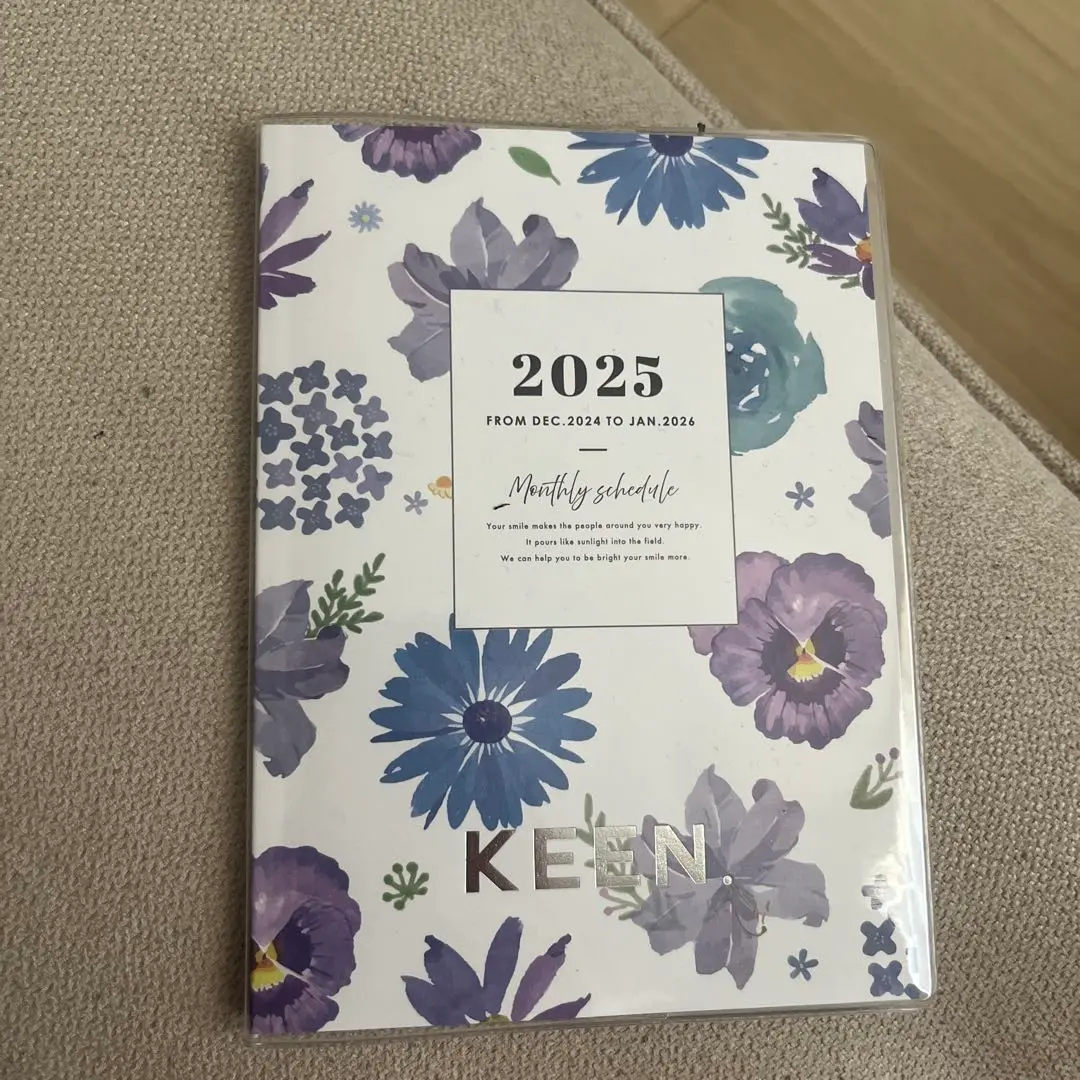 2025
FROM DEC.2024 TO JAN.2026
Monthly schedule
Your smile makes the people around you very happy.
It pours like sunlight into the field.
We can help you to be bright your smile more.
KEEN.